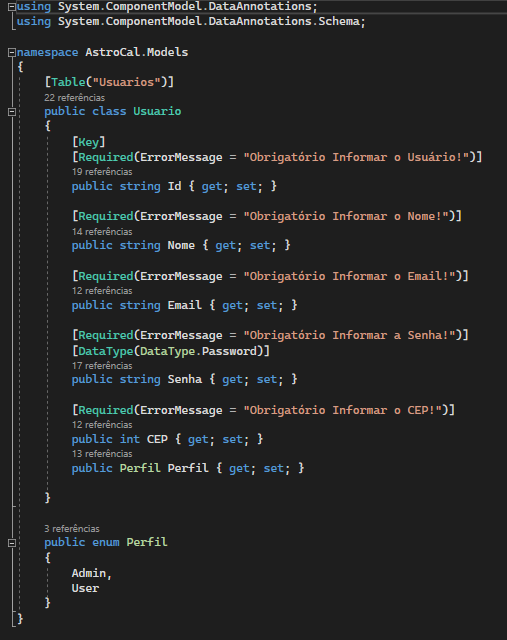 using System.ComponentModel.DataAnnotations;
using System.ComponentModel.DataAnnotations.Schema;
namespace AstroCal.Models
{
[Table("Usuarios")]
22 referências
public class Usuario
{
[Key]
[Required(ErrorMessage = "Obrigatório Informar o Usuário!")]
19 referências
public string Id { get; set; }
[Required(ErrorMessage = "Obrigatório Informar o Nome!")]
14 referências
public string Nome { get; set; }
[Required(ErrorMessage = "Obrigatório Informar o Email!")]
12 referências
public string Email { get; set; }
[Required(ErrorMessage = "Obrigatório Informar a Senha!")]
[DataType(DataType.Password)]
17 referências
public string Senha { get; set; }
[Required(ErrorMessage = "Obrigatório Informar o CEP!")]
12 referências
public int CEP { get; set; }
13 referências
public Perfil Perfil { get; set; }
}
3 referências
public enum Perfil
{
Admin,
User
}
}